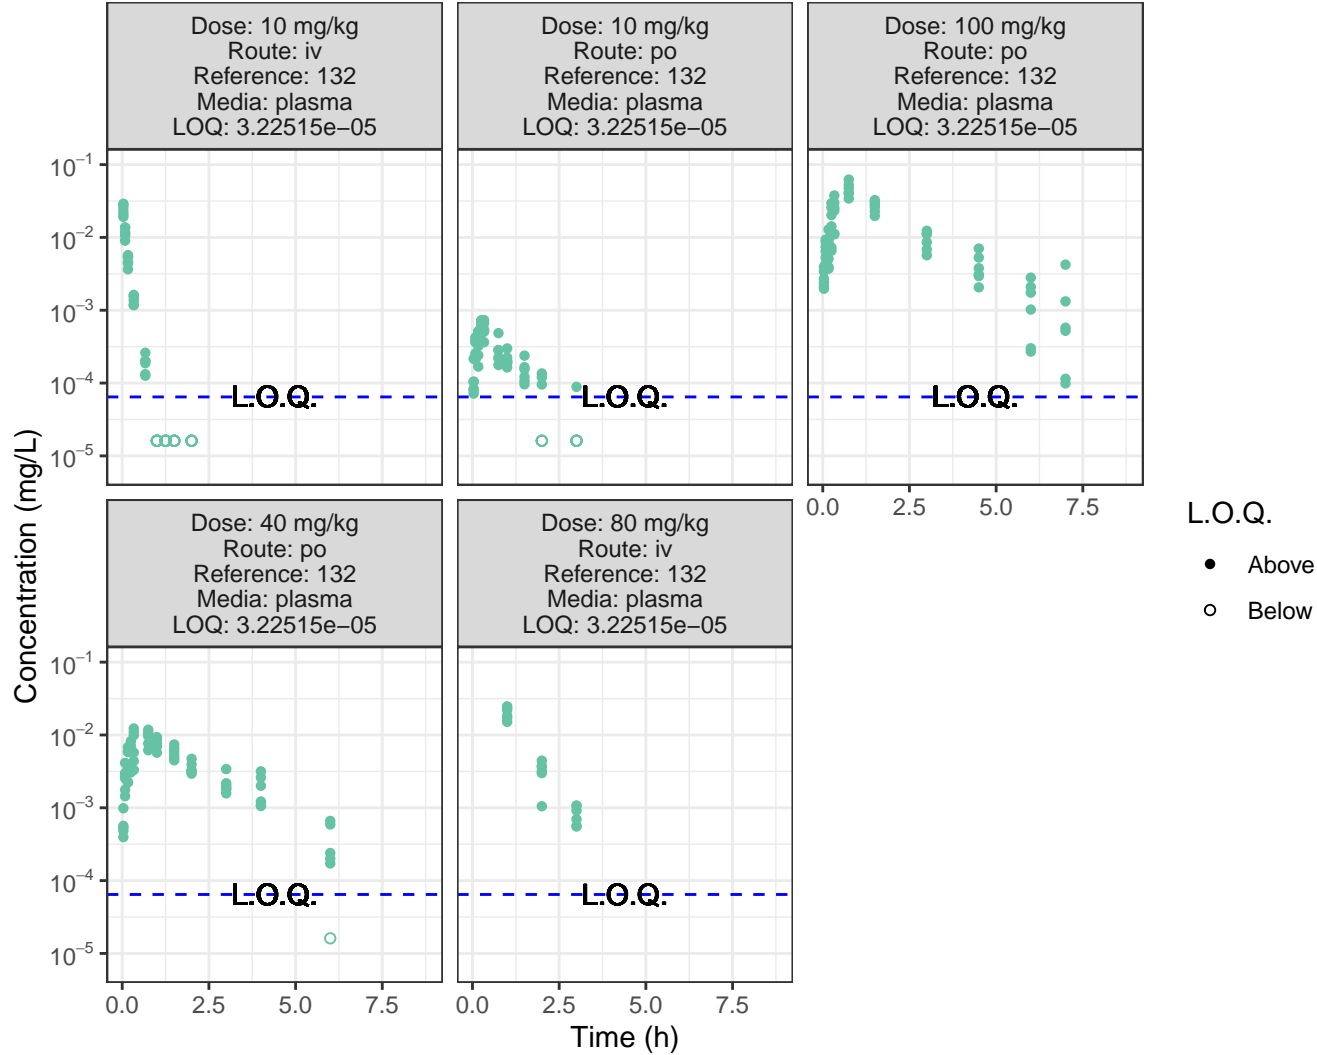 Dose: 10 mg/kg
Route: iv
Reference: 132
Media: plasma
LOQ: 3.22515e−05
Dose: 10 mg/kg
Route: po
Reference: 132
Media: plasma
LOQ: 3.22515e−05
Dose: 100 mg/kg
Route: po
Reference: 132
Media: plasma
LOQ: 3.22515e−05
10⁻¹
10⁻²
10⁻³
10⁻⁴
10⁻⁵
L.O.Q.
L.O.Q.
L.O.Q.
0.0 2.5 5.0 7.5
Dose: 40 mg/kg
Route: po
Reference: 132
Media: plasma
LOQ: 3.22515e−05
Dose: 80 mg/kg
Route: iv
Reference: 132
Media: plasma
LOQ: 3.22515e−05
10⁻¹
10⁻²
10⁻³
10⁻⁴
10⁻⁵
L.O.Q.
L.O.Q.
0.0 2.5 5.0 7.5
0.0 2.5 5.0 7.5
Time (h)
Concentration (mg/L)
L.O.Q.
Above
Below